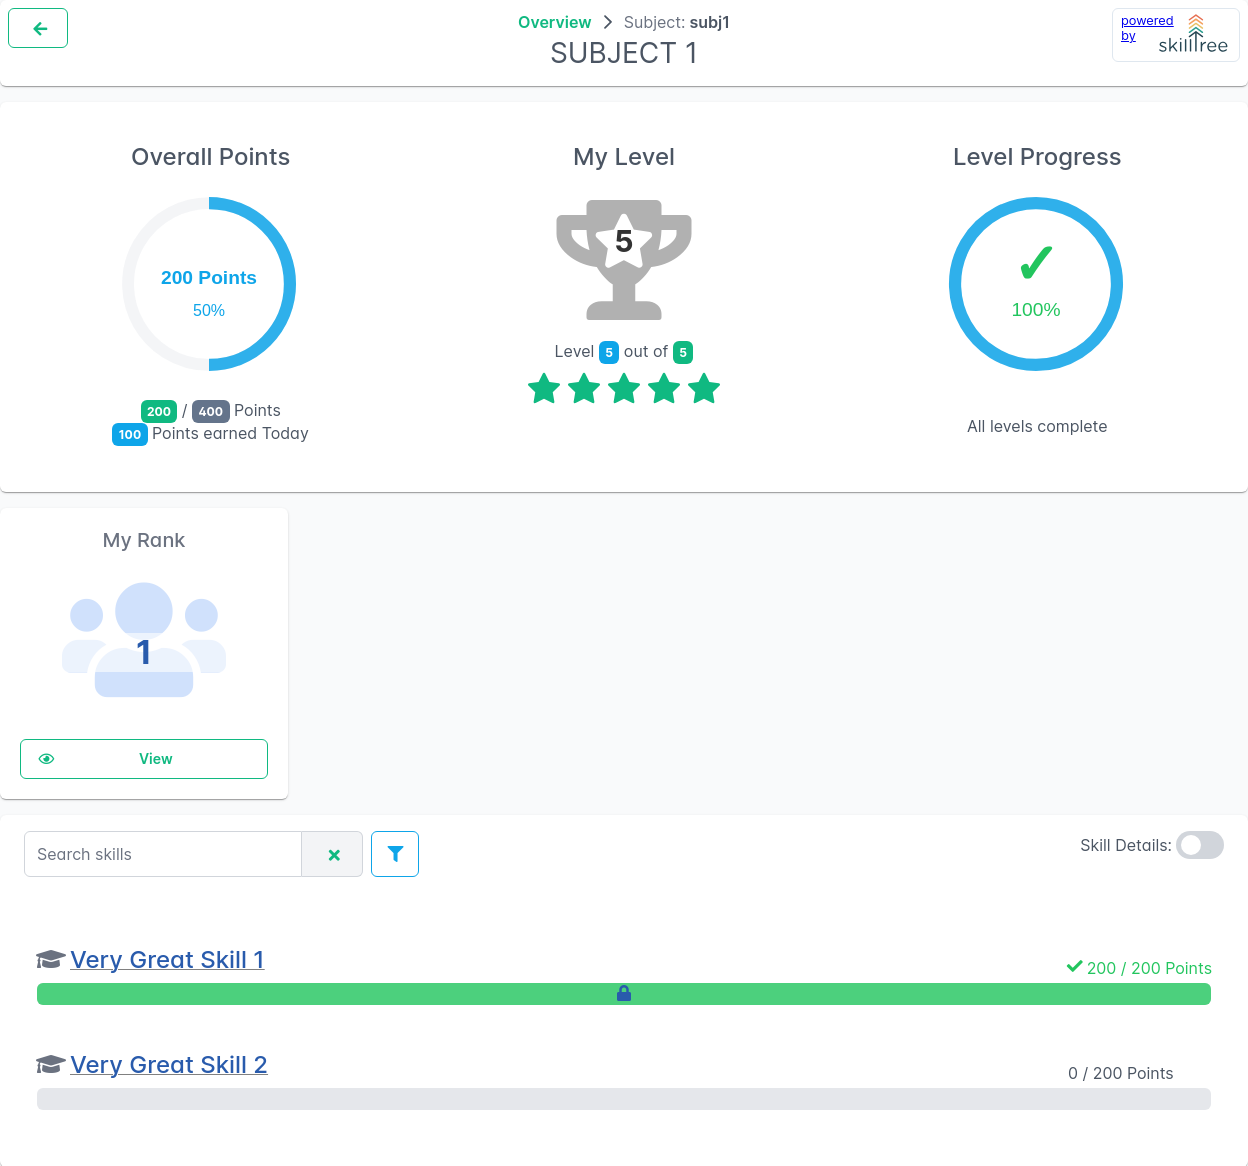 Overview > Subject: subj1
SUBJECT 1
powered
by
skilltree
Overall Points
200 Points
50%
200 / 400 Points
100 Points earned Today
My Level
5
Level 5 out of 5
Level Progress
✓
100%
All levels complete
My Rank
1
View
Search skills
Skill Details:
Very Great Skill 1
200 / 200 Points
Very Great Skill 2
0 / 200 Points